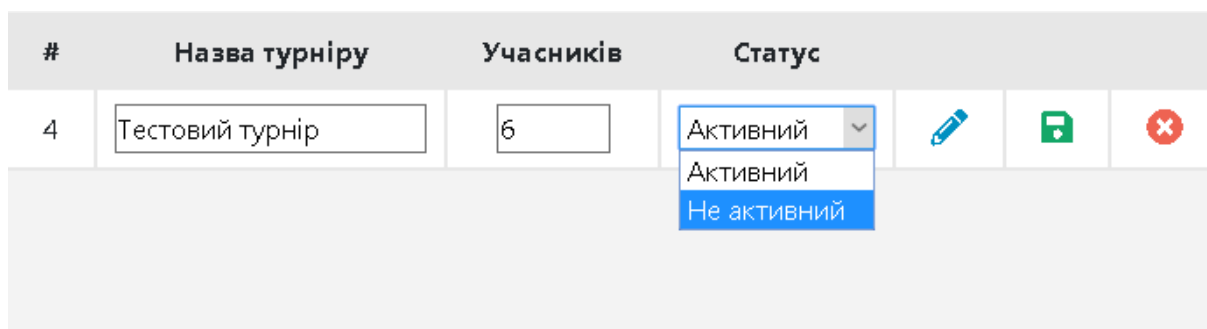 # Назва турніру Учасників Статус
4 Тестовий турнір 6 Активний
Активний
Не активний